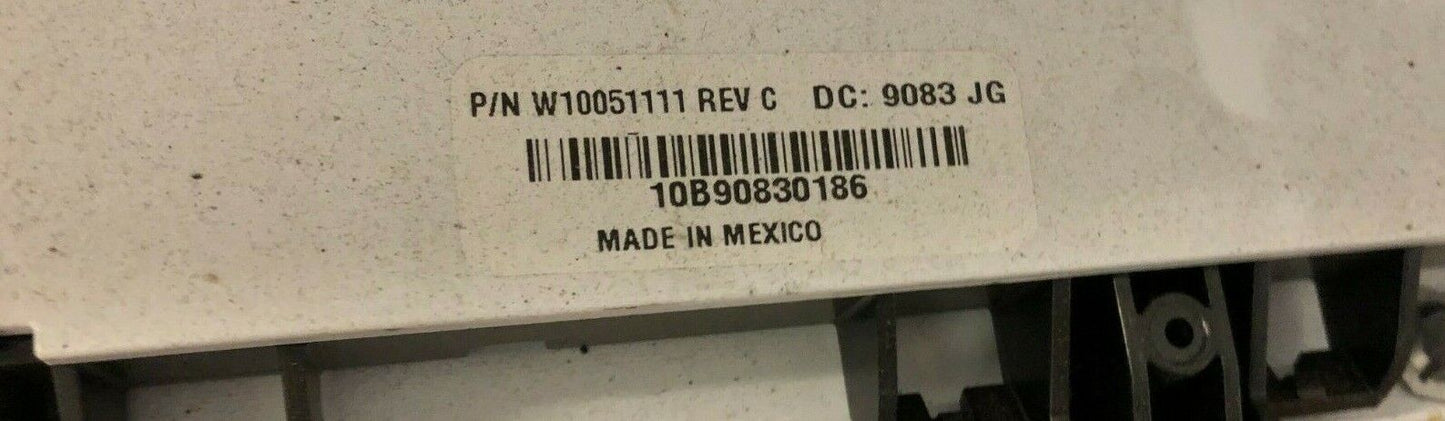 P/N W10051111 REV C DC: 9083 JG
10B90830186
MADE IN MEXICO